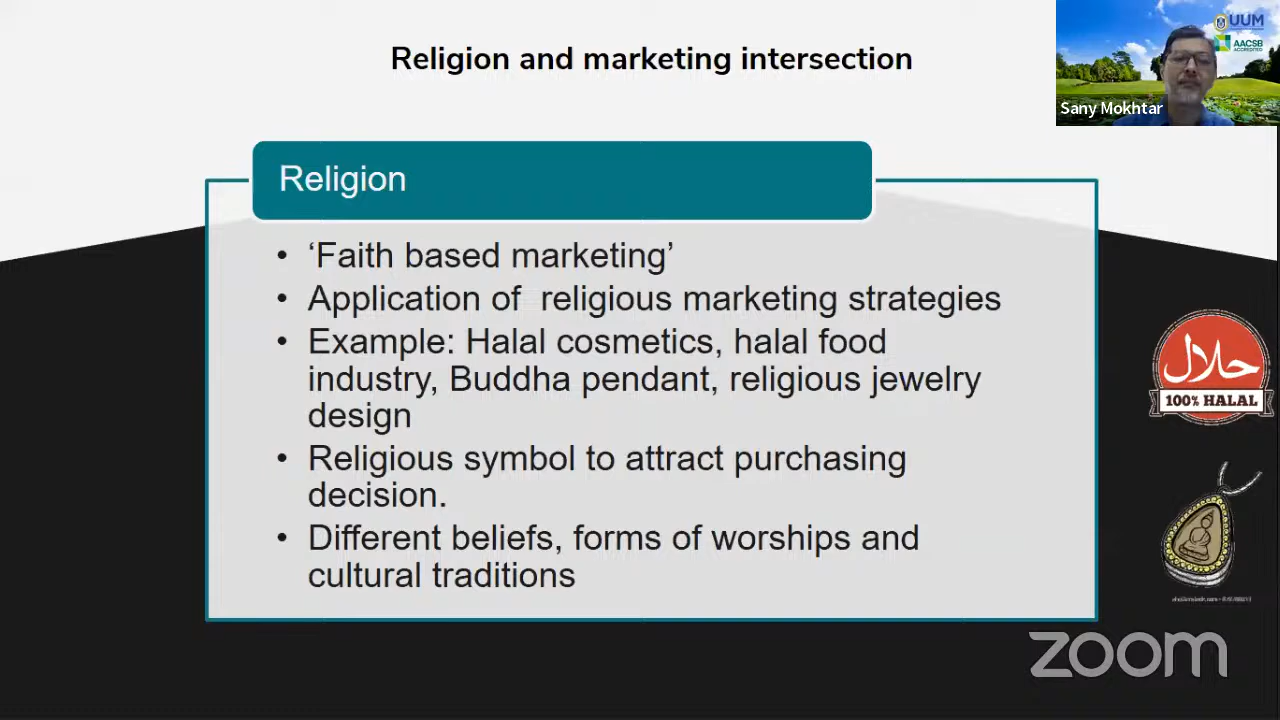 Religion and marketing intersection
UUM
AACSB
ACCREDITED
Sany Mokhtar
Religion
• ‘Faith based marketing’
• Application of  religious marketing strategies
• Example: Halal cosmetics, halal food
industry, Buddha pendant, religious jewelry
design
• Religious symbol to attract purchasing
decision.
• Different beliefs, forms of worships and
cultural traditions
حلال
100% HALAL
zoom